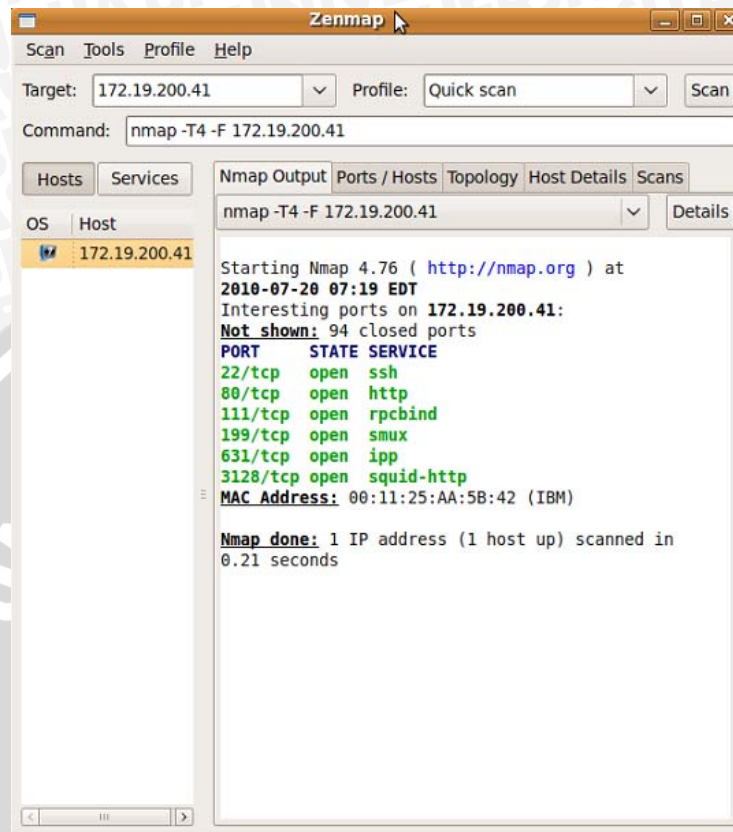 Zenmap
Scan Tools Profile Help
Target: 172.19.200.41 Profile: Quick scan Scan
Command: nmap -T4 -F 172.19.200.41
Hosts Services
OS Host
172.19.200.41
Nmap Output Ports / Hosts Topology Host Details Scans
nmap -T4 -F 172.19.200.41 Details
Starting Nmap 4.76 ( http://nmap.org ) at
2010-07-20 07:19 EDT
Interesting ports on 172.19.200.41:
Not shown: 94 closed ports
PORT STATE SERVICE
22/tcp open ssh
80/tcp open http
111/tcp open rpcbind
199/tcp open smux
631/tcp open ipp
3128/tcp open squid-http
MAC Address: 00:11:25:AA:5B:42 (IBM)
Nmap done: 1 IP address (1 host up) scanned in
0.21 seconds